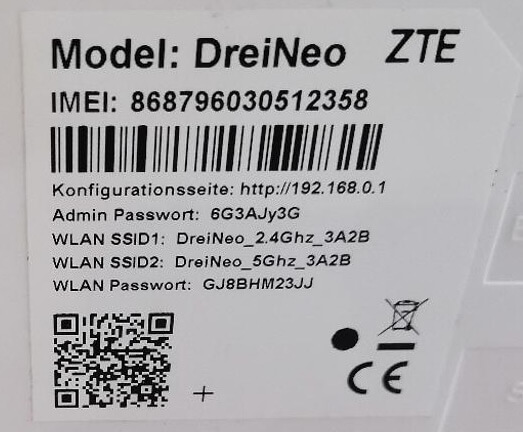 Model: DreiNeo ZTE
IMEI: 868796030512358
Konfigurationsseite: http://192.168.0.1
Admin Passwort: 6G3AJy3G
WLAN SSID1: DreiNeo_2.4Ghz_3A2B
WLAN SSID2: DreiNeo_5Ghz_3A2B
WLAN Passwort: GJ8BHM23JJ
CE